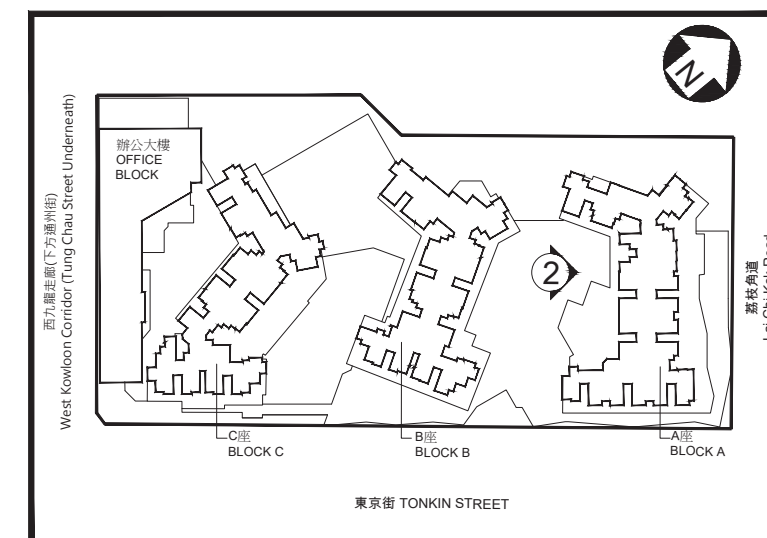 N
辦公大樓
OFFICE
BLOCK
西九龍走廊(下方通州街)
West Kowloon Corridor (Tung Chau Street Underneath)
2
荔枝角道
C座
BLOCK C
B座
BLOCK B
A座
BLOCK A
東京街 TONKIN STREET